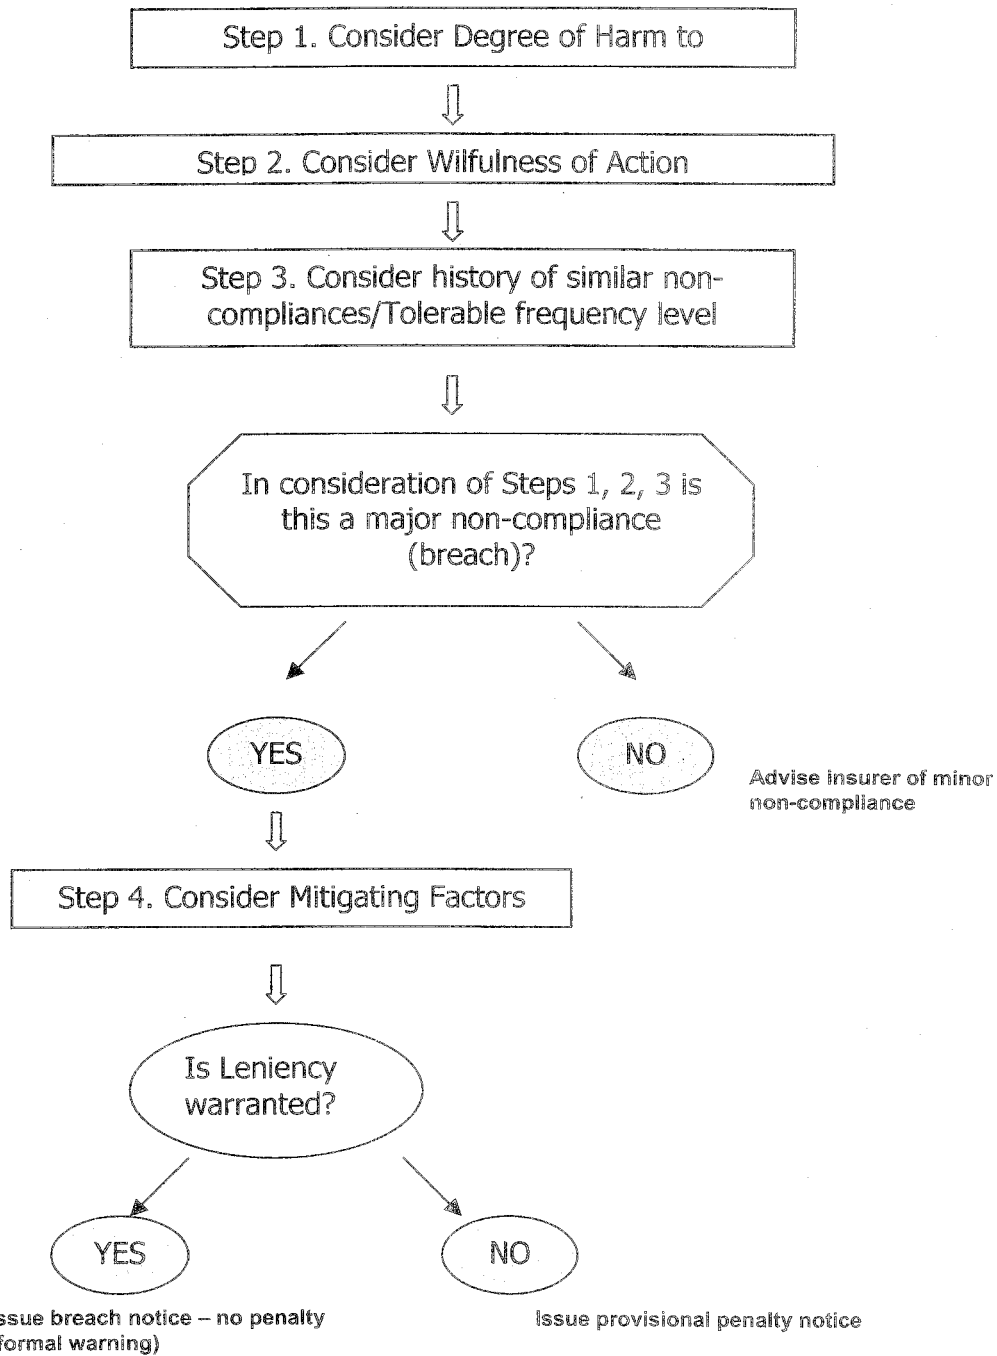 Step 1. Consider Degree of Harm to
Step 2. Consider Wilfulness of Action
Step 3. Consider history of similar non-
compliances/Tolerable frequency level
In consideration of Steps 1, 2, 3 is
this a major non-compliance
(breach)?
YES
NO
Advise insurer of minor
non-compliance
Step 4. Consider Mitigating Factors
Is Leniency
warranted?
YES
NO
ssue breach notice – no penalty
formal warning)
Issue provisional penalty notice